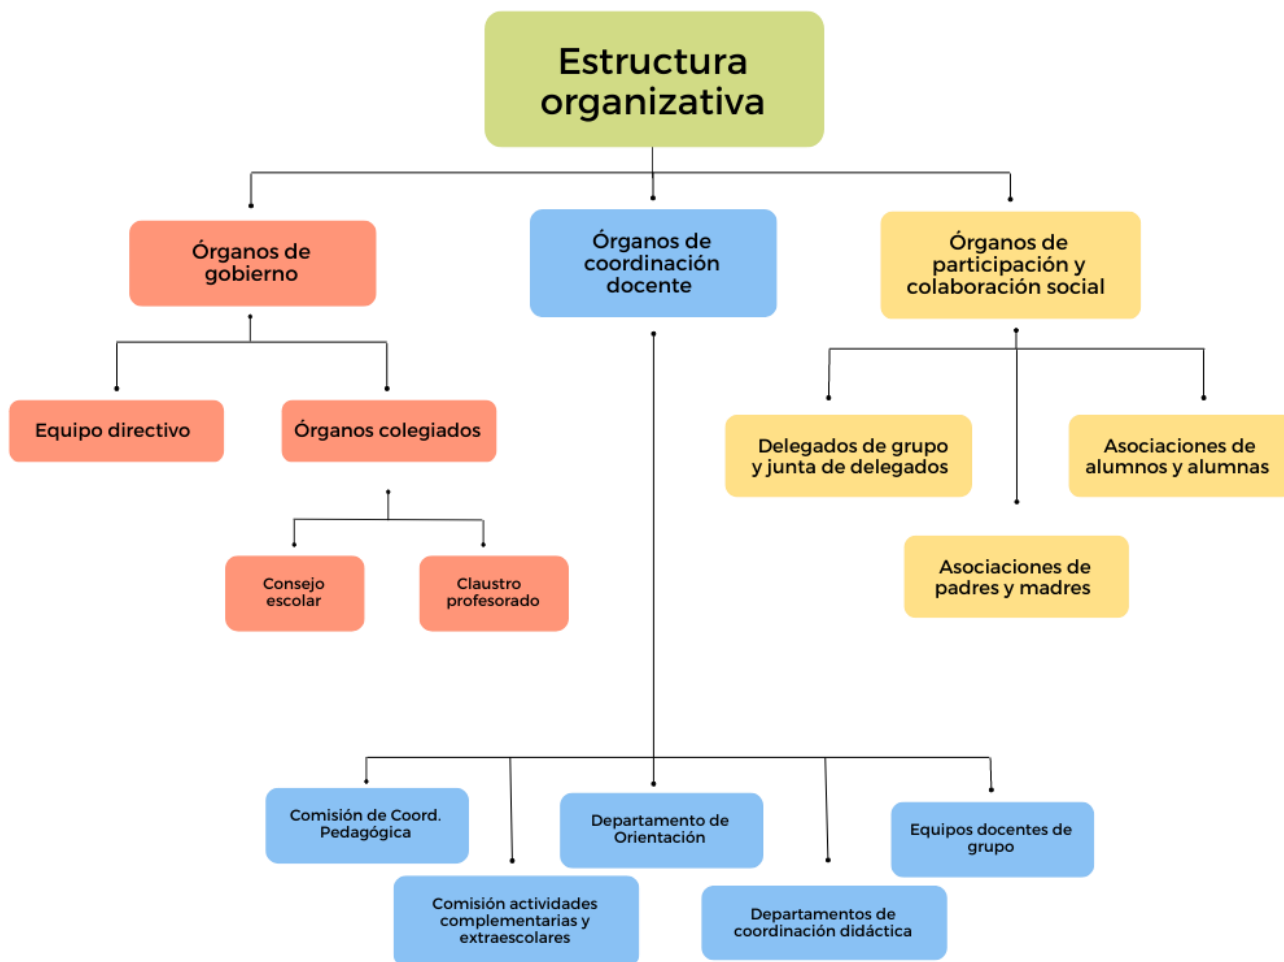 Estructura
organizativa
Órganos de
gobierno
Órganos de
coordinación
docente
Órganos de
participación y
colaboración social
Equipo directivo
Órganos colegiados
Delegados de grupo
y junta de delegados
Asociaciones de
alumnos y alumnas
Consejo
escolar
Claustro
profesorado
Asociaciones de
padres y madres
Comisión de Coord.
Pedagógica
Departamento de
Orientación
Equipos docentes de
grupo
Comisión actividades
complementarias y
extraescolares
Departamentos de
coordinación didáctica